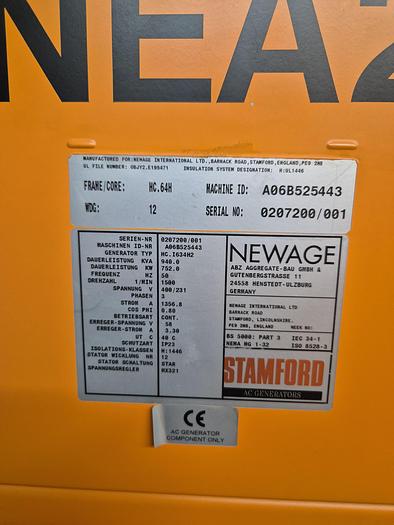 NEA2
MANUFACTURED FOR:NEWAGE INTERNATIONAL LTD., BARNACK ROAD,STAMFORD,ENGLAND,PE9 2NB
UL FILE NUMBER: OBJY2.E199471 INSULATION SYSTEM DESIGNATION: H:UL1446
FRAME/CORE: HC.64H MACHINE ID: A06B525443
WDG: 12 SERIAL NO: 0207200/001
SERIEN-NR 0207200/001
MASCHINEN ID-NR A06B525443
GENERATOR TYP HC.I634H2
DAUERLEISTUNG KVA 940.0
DAUERLEISTUNG KW 752.0
FREQUENZ HZ 50
DREHZAHL 1/MIN 1500
SPANNUNG V 400/231
PHASEN 3
STROM A 1356.8
COS PHI 0.80
BETRIEBSART CONT.
ERREGER-SPANNUNG V 58
ERREGER-STROM A 3.30
UT C 40 C
SCHUTZART IP23
ISOLATIONS-KLASSEN H:1446
STATOR WICKLUNG NR 12
STATOR SCHALTUNG STAR
SPANNUNGSREGLER MX321
NEWAGE
ABZ AGGREGATE-BAU GMBH &
GUTENBERGSTRASSE 11
24558 HENSTEDT-ULZBURG
GERMANY
NEWAGE INTERNATIONAL LTD
BARNACK ROAD
STAMFORD, LINCOLNSHIRE.
PE9 2NB, ENGLAND
BS 5000: PART 3 IEC 34-1
NEMA MG 1-32 ISO 8528-3
STAMFORD
AC GENERATORS
CE
AC GENERATOR
COMPONENT ONLY